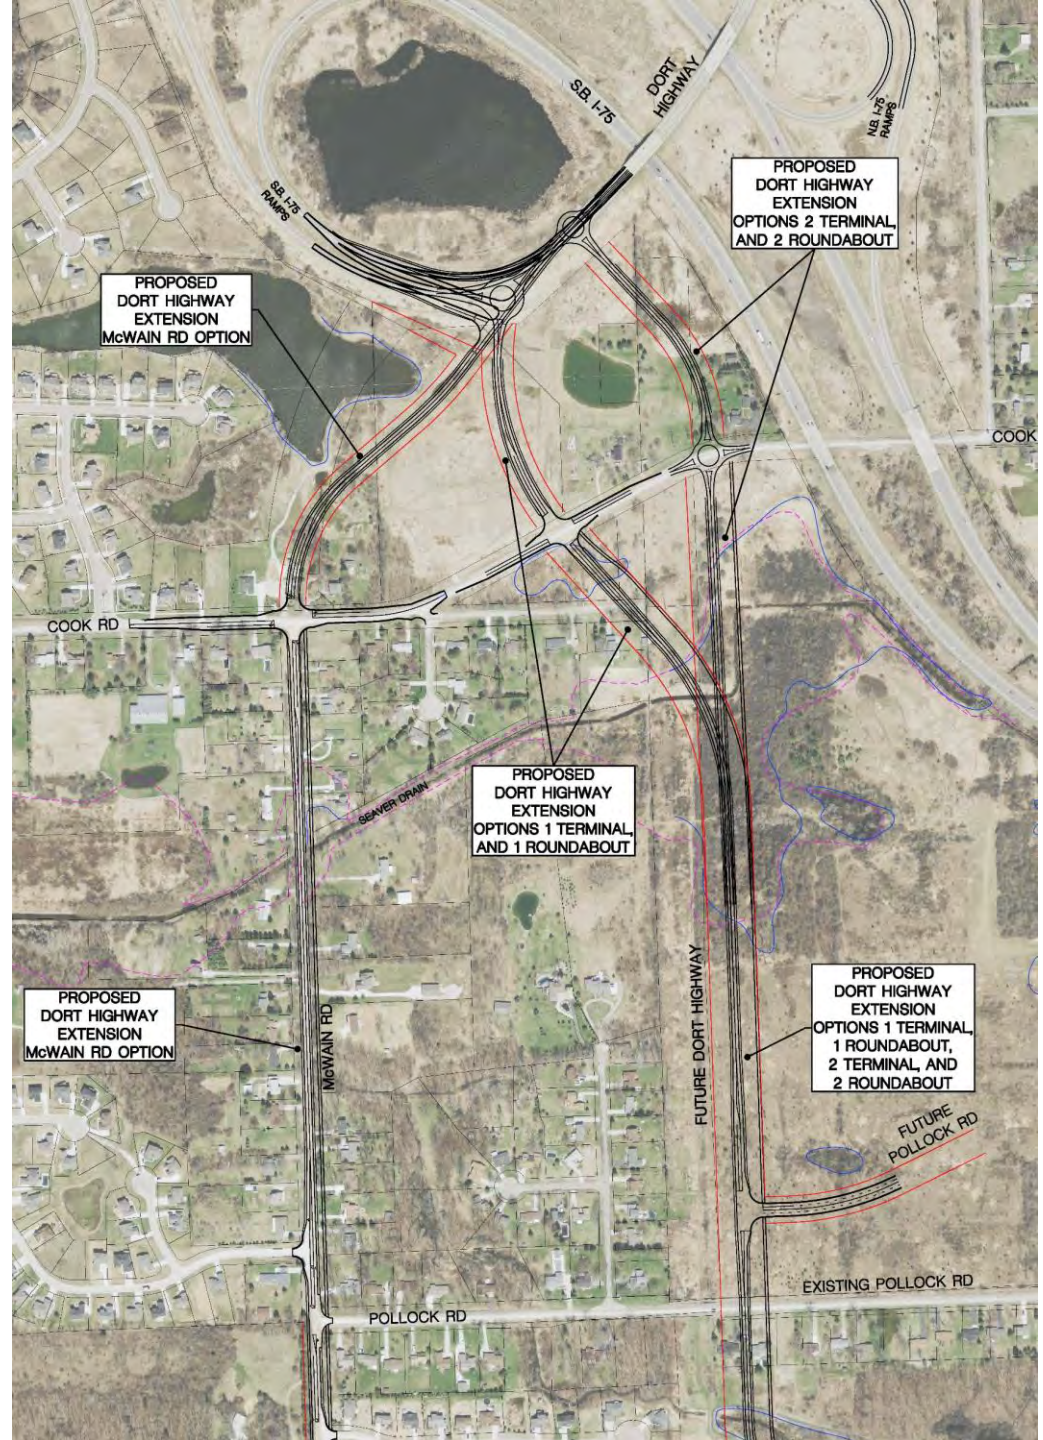 DORT
HIGHWAY
S.B. I-75
N.B. I-75
RAMPS
S.B. I-75
RAMPS
PROPOSED
DORT HIGHWAY
EXTENSION
OPTIONS 2 TERMINAL,
AND 2 ROUNDABOUT
PROPOSED
DORT HIGHWAY
EXTENSION
McWAIN RD OPTION
COOK
COOK RD
PROPOSED
DORT HIGHWAY
EXTENSION
OPTIONS 1 TERMINAL,
AND 1 ROUNDABOUT
SEAVER DRAIN
PROPOSED
DORT HIGHWAY
EXTENSION
McWAIN RD OPTION
McWAIN RD
FUTURE DORT HIGHWAY
PROPOSED
DORT HIGHWAY
EXTENSION
OPTIONS 1 TERMINAL,
1 ROUNDABOUT,
2 TERMINAL, AND
2 ROUNDABOUT
FUTURE
POLLOCK RD
EXISTING POLLOCK RD
POLLOCK RD